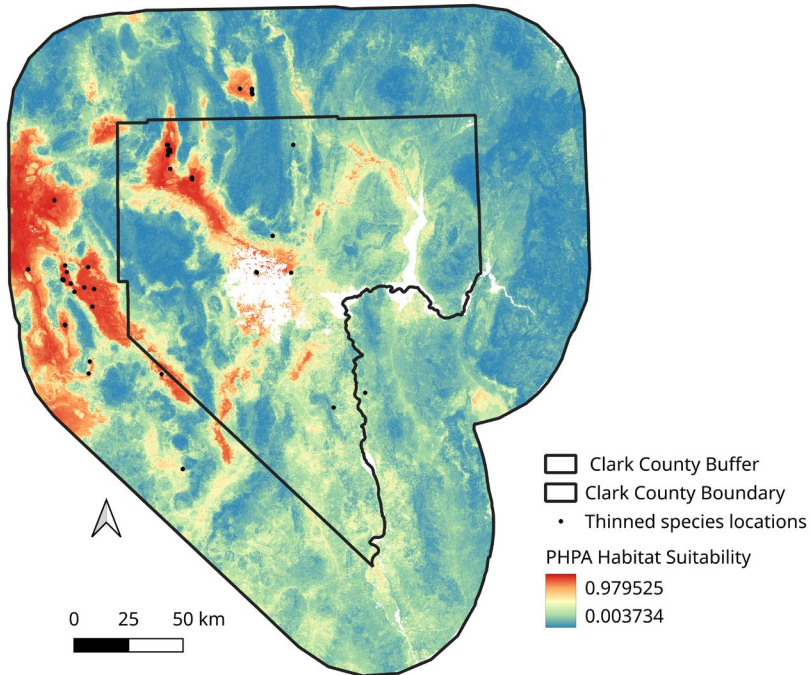 Clark County Buffer
Clark County Boundary
Thinned species locations
PHPA Habitat Suitability
0.979525
0.003734
0 25 50 km